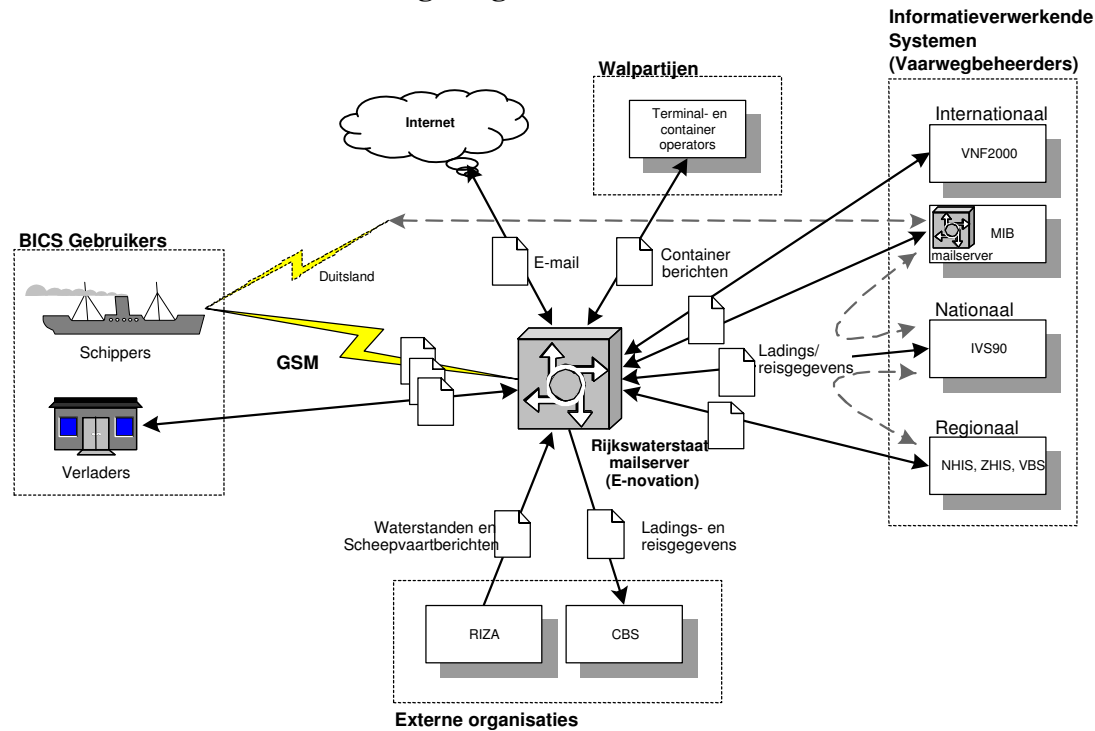 Informatieverwerkende
Systemen
(Vaarwegbeheerders)
Walpartijen
Terminal- en
container
operators
Internet
Internationaal
VNF2000
MIB
mailserver
BICS Gebruikers
Duitsland
E-mail
Container
berichten
Schippers
GSM
Nationaal
IVS90
Ladings/
reisgegevens
Verladers
Regionaal
NHIS, ZHIS, VBS
Rijkswaterstaat
mailserver
(E-novation)
Waterstanden en
Scheepvaartberichten
Ladings- en
reisgegevens
RIZA
CBS
Externe organisaties